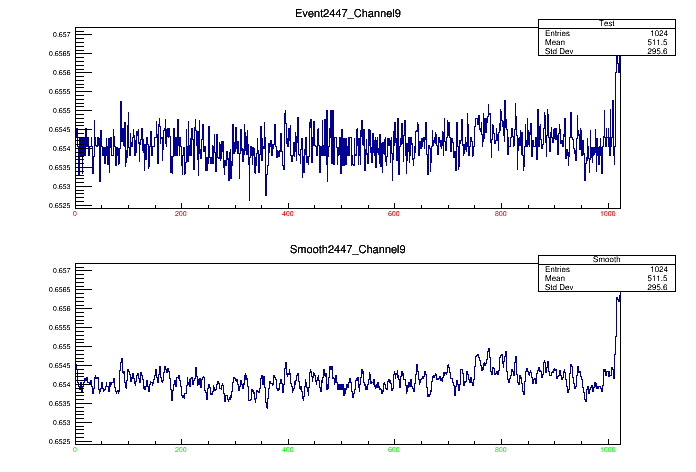 Event2447_Channel9
Test
Entries 1024
Mean 511.5
Std Dev 295.6
0.657
0.6565
0.656
0.6555
0.655
0.6545
0.654
0.6535
0.653
0.6525
0 200 400 600 800 1000
Smooth2447_Channel9
Smooth
Entries 1024
Mean 511.5
Std Dev 295.6
0.657
0.6565
0.656
0.6555
0.655
0.6545
0.654
0.6535
0.653
0.6525
0 200 400 600 800 1000